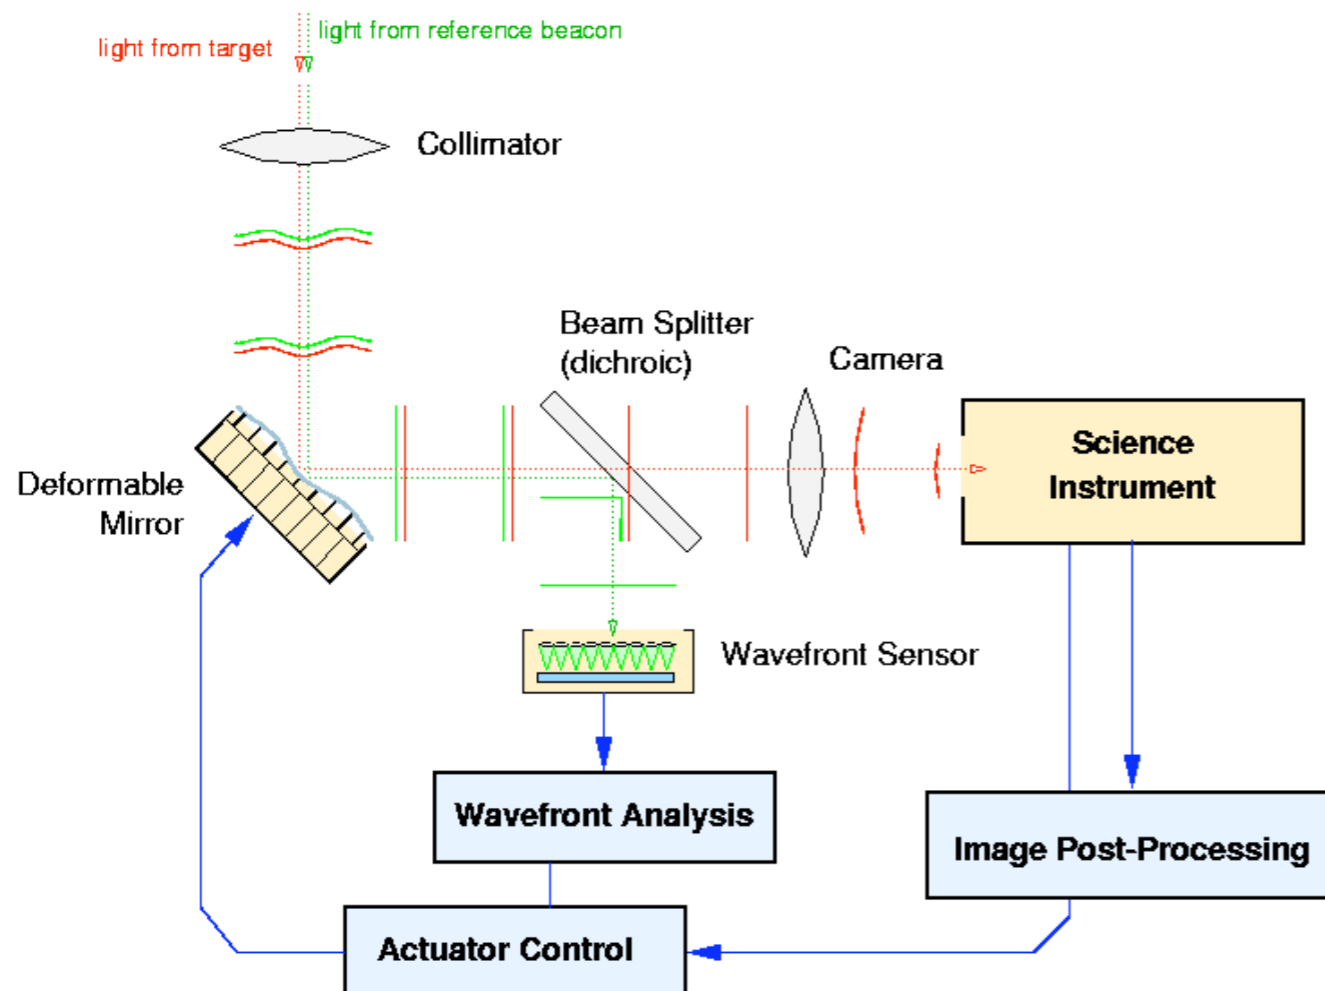 light from reference beacon
light from target
Collimator
Beam Splitter
(dichroic)
Camera
Science
Instrument
Deformable
Mirror
Wavefront Sensor
Wavefront Analysis
Image Post-Processing
Actuator Control